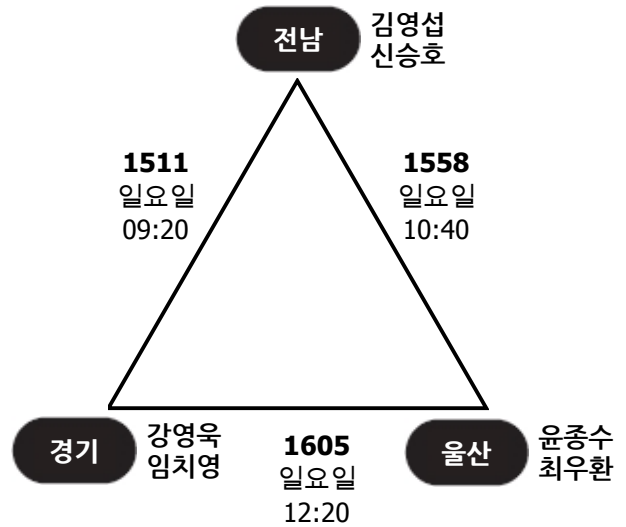 전남
김영섭
신승호
1511
일요일
09:20
1558
일요일
10:40
경기
강영욱
임치영
1605
일요일
12:20
울산
윤종수
최우환